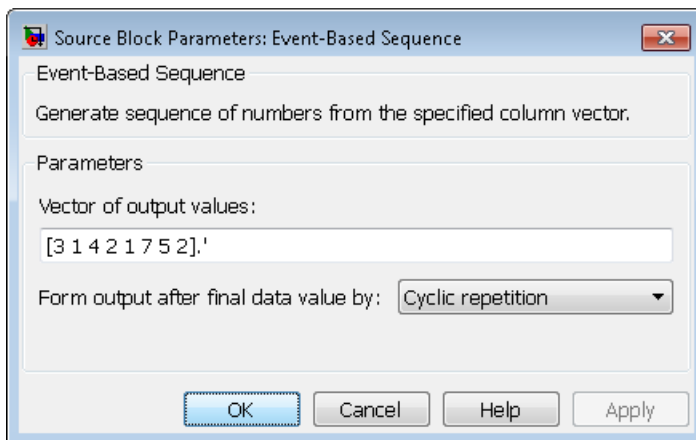 Source Block Parameters: Event-Based Sequence
Event-Based Sequence
Generate sequence of numbers from the specified column vector.
Parameters
Vector of output values:
[3 1 4 2 1 7 5 2].'
Form output after final data value by: Cyclic repetition
OK Cancel Help Apply